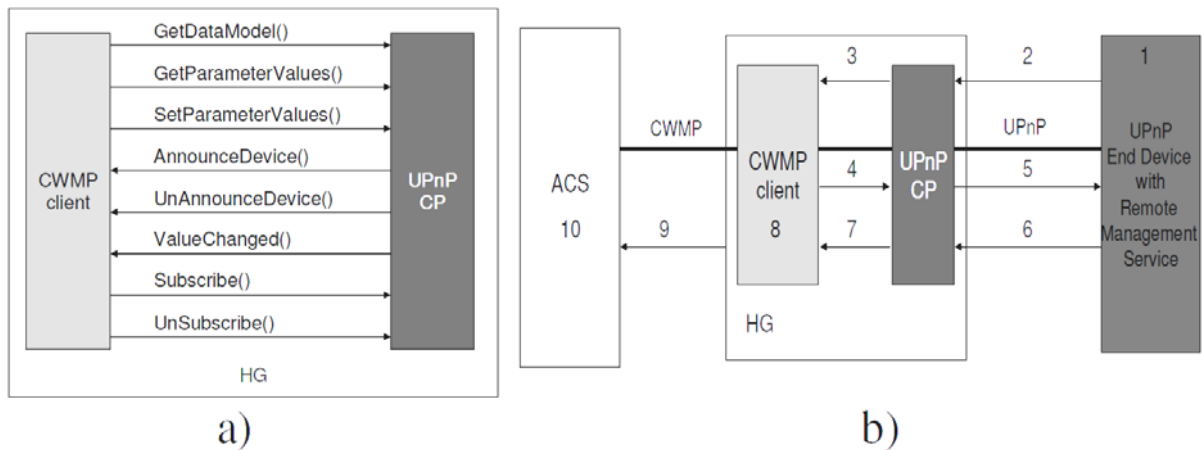 GetDataModel()
GetParameterValues()
SetParameterValues()
AnnounceDevice()
UnAnnounceDevice()
ValueChanged()
Subscribe()
UnSubscribe()
CWMP
client
UPnP
CP
HG
a)
ACS
10
CWMP
9
3
CWMP
client
8
4
7
UPnP
CP
HG
2
UPnP
5
6
1
UPnP
End Device
with
Remote
Management
Service
b)